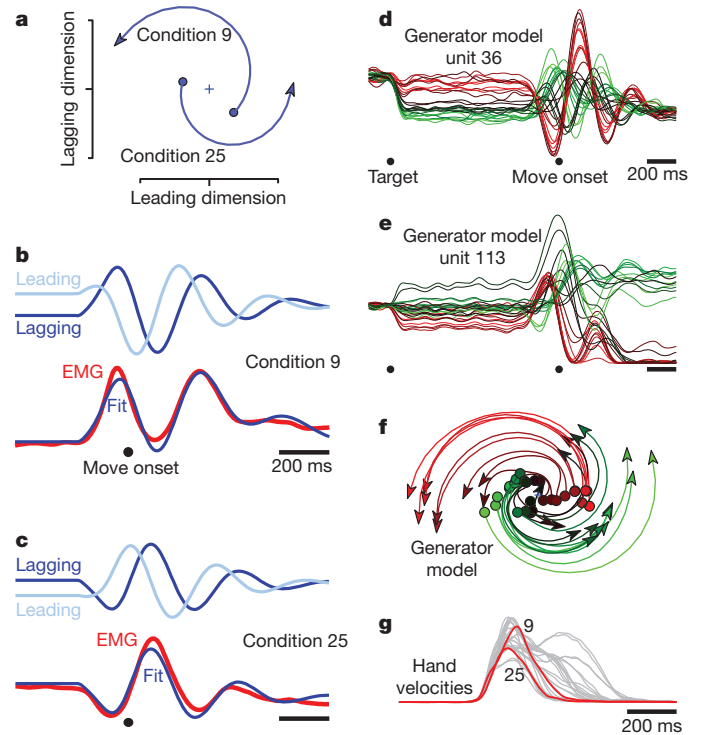 a
Condition 9
Lagging dimension
Condition 25
Leading dimension
b
Leading
Lagging
Condition 9
EMG
Fit
Move onset
200 ms
c
Lagging
Leading
Condition 25
EMG
Fit
d
Generator model
unit 36
Target
Move onset
200 ms
e
Generator model
unit 113
f
Generator
model
g
9
Hand
velocities
25
200 ms